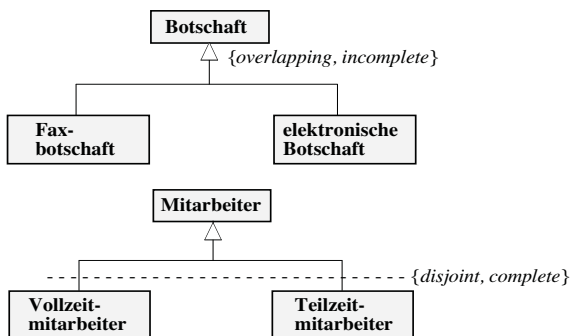 Botschaft
{overlapping, incomplete}
Fax-
botschaft
elektronische
Botschaft
Mitarbeiter
{disjoint, complete}
Vollzeit-
mitarbeiter
Teilzeit-
mitarbeiter